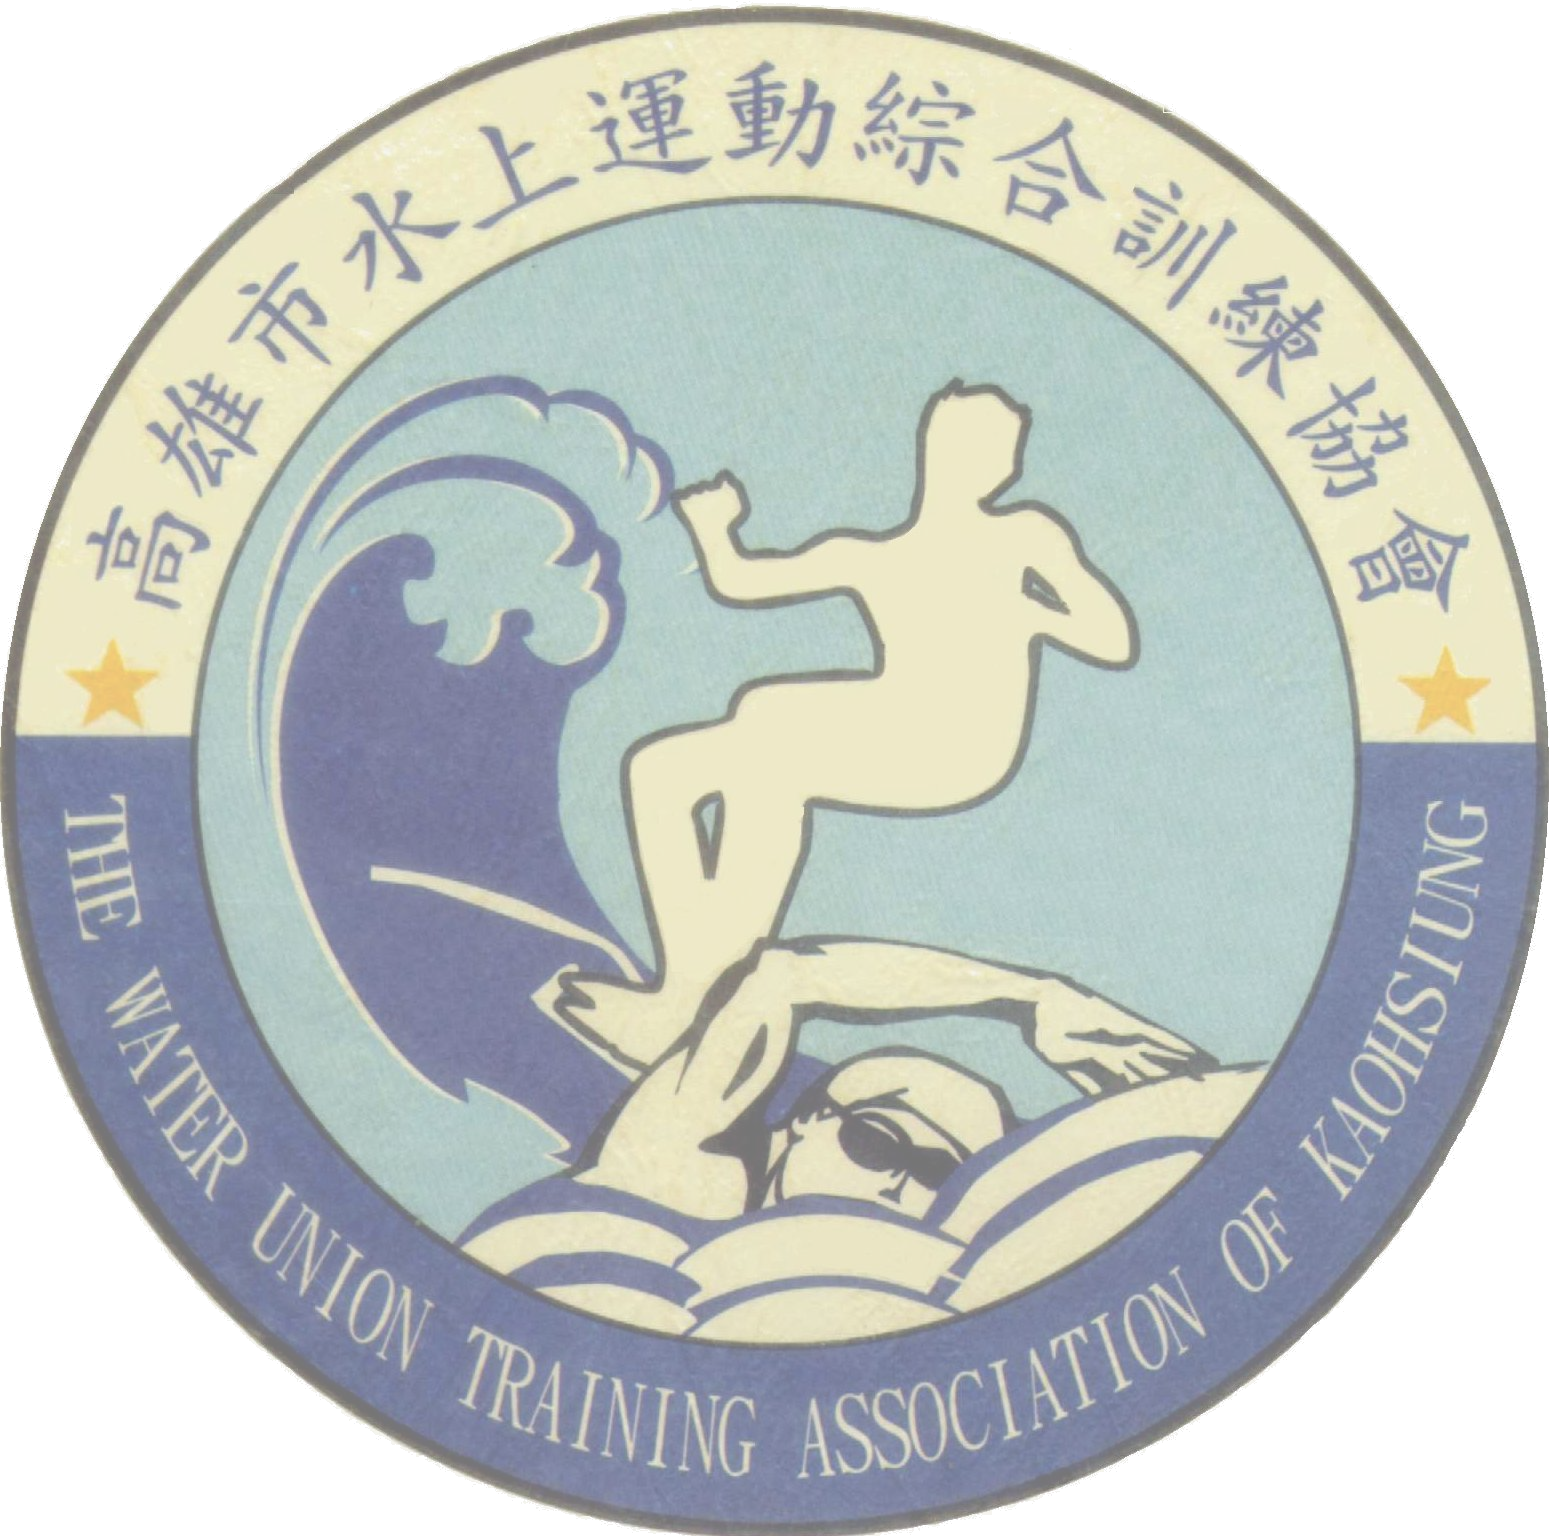 高雄市水上運動綜合訓練協會
THE WATER UNION TRAINING ASSOCIATION OF KAOHSIUNG